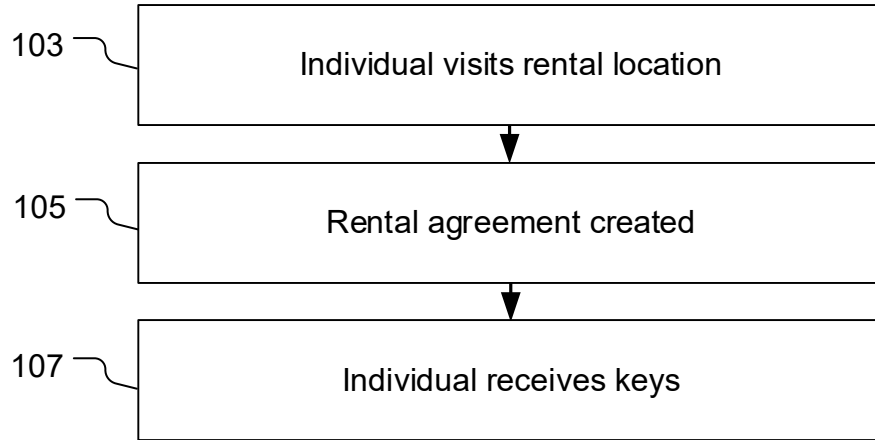 103
Individual visits rental location
105
Rental agreement created
107
Individual receives keys